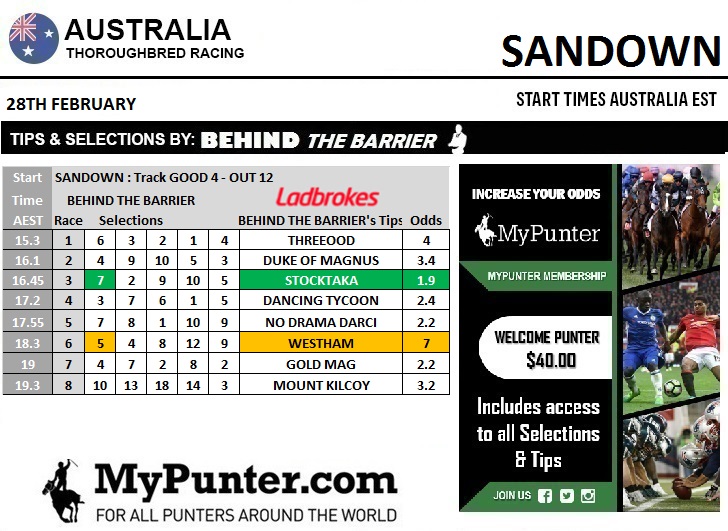 AUSTRALIA
THOROUGHBRED RACING
SANDOWN
28TH FEBRUARY
START TIMES AUSTRALIA EST
TIPS & SELECTIONS BY: BEHIND THE BARRIER
Start SANDOWN : Track GOOD 4 - OUT 12
Time BEHIND THE BARRIER Ladbrokes
AEST Race Selections BEHIND THE BARRIER's Tips Odds
15.3 1 6 3 2 1 4 THREEOOD 4
16.1 2 4 9 10 5 3 DUKE OF MAGNUS 3.4
16.45 3 7 2 9 10 5 STOCKTAKA 1.9
17.2 4 3 7 6 1 5 DANCING TYCOON 2.4
17.55 5 7 8 1 10 9 NO DRAMA DARCI 2.2
18.3 6 5 4 8 12 9 WESTHAM 7
19 7 4 7 2 8 2 GOLD MAG 2.2
19.3 8 10 13 18 14 3 MOUNT KILCOY 3.2
INCREASE YOUR ODDS
MyPunter
MYPUNTER MEMBERSHIP
WELCOME PUNTER
$40.00
Includes access
to all Selections
& Tips
JOIN US
MyPunter.com
FOR ALL PUNTERS AROUND THE WORLD